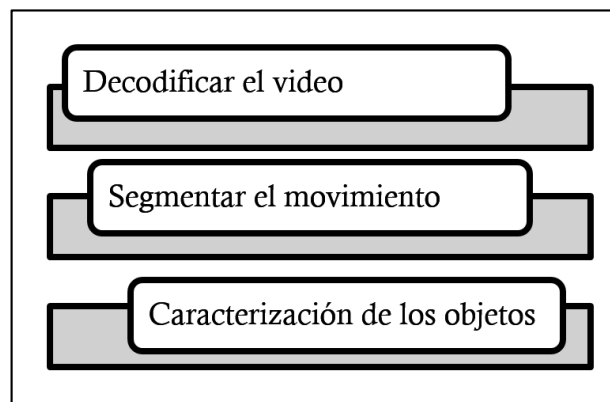 Decodificar el video
Segmentar el movimiento
Caracterización de los objetos